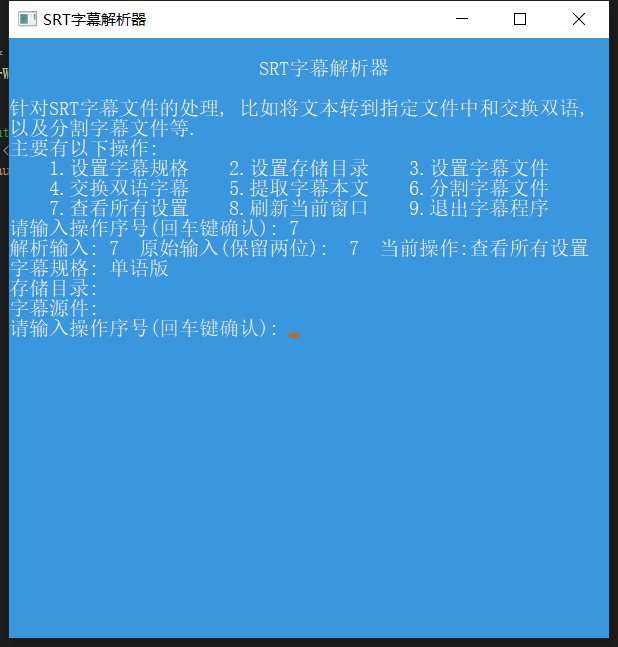 SRT字幕解析器
SRT字幕解析器
针对SRT字幕文件的处理, 比如将文本转到指定文件中和交换双语,
以及分割字幕文件等.
主要有以下操作:
1.设置字幕规格 2.设置存储目录 3.设置字幕文件
4.交换双语字幕 5.提取字幕本文 6.分割字幕文件
7.查看所有设置 8.刷新当前窗口 9.退出字幕程序
请输入操作序号(回车键确认): 7
解析输入: 7 原始输入(保留两位): 7 当前操作:查看所有设置
字幕规格: 单语版
存储目录:
字幕源件:
请输入操作序号(回车键确认):